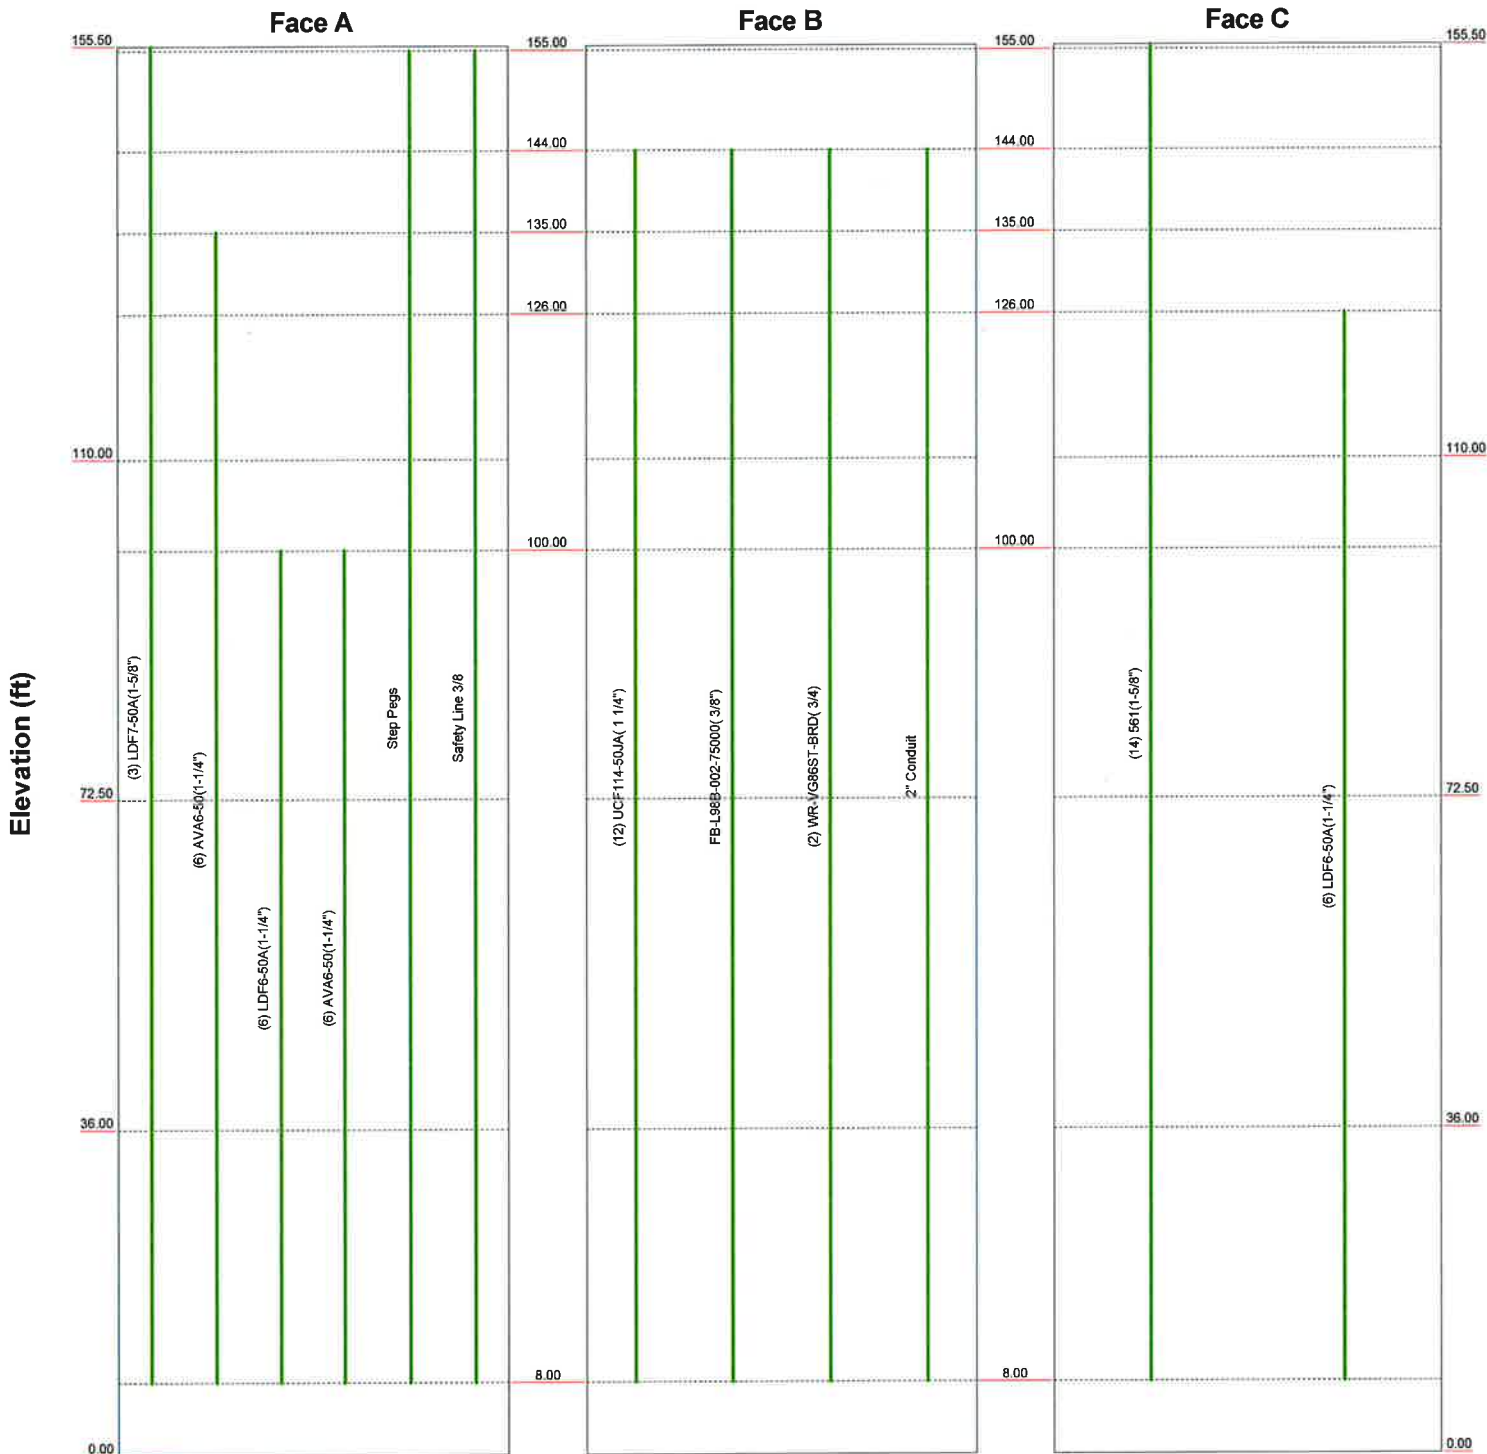 Face A
Face B
Face C
155.50
155.00
155.00
155.50
144.00
144.00
135.00
135.00
126.00
126.00
110.00
110.00
100.00
100.00
Elevation (ft)
(3) LDF7-50A(1-5/8")
(6) AVA6-50(1-1/4")
(6) LDF6-50A(1-1/4")
(6) AVA6-50(1-1/4")
Step Pegs
Safety Line 3/8
(12) UCF114-50JA( 1 1/4")
FB-L98B-002-75000( 3/8")
(2) WR-VG86ST-BRD( 3/4)
2" Conduit
(14) 561(1-5/8")
(6) LDF6-50A(1-1/4")
72.50
72.50
36.00
36.00
8.00
8.00
0.00
0.00